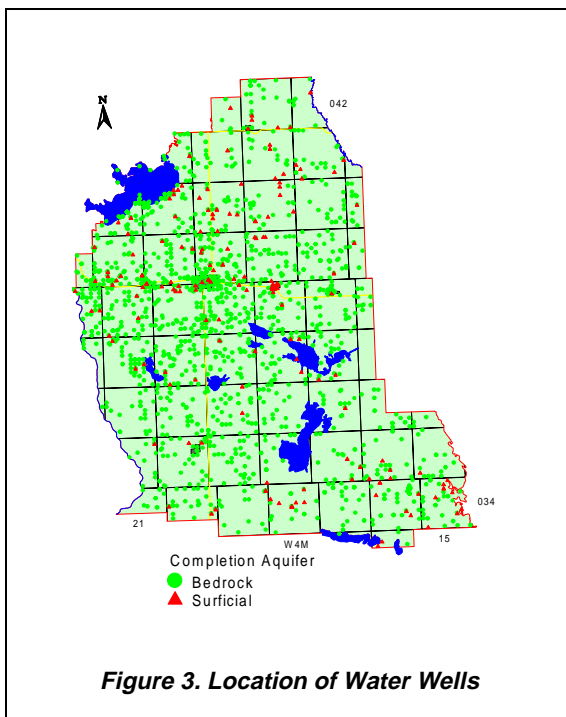 N
042
034
21
W4M
15
Completion Aquifer
Bedrock
Surficial
Figure 3. Location of Water Wells